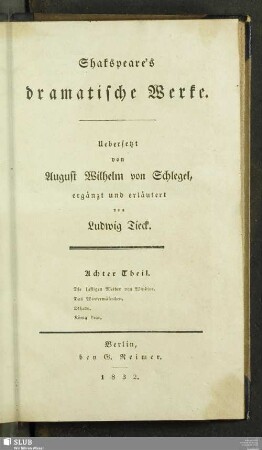 Shakspeare's
dramatische Werke.
Uebersetzt
von
August Wilhelm von Schlegel,
ergänzt und erläutert
von
Ludwig Tieck.
Achter Theil.
Die lustigen Weiber von Windsor.
Das Wintermährchen.
Othello.
König Lear.
Berlin,
bey G. Reimer.
1832.
SLUB